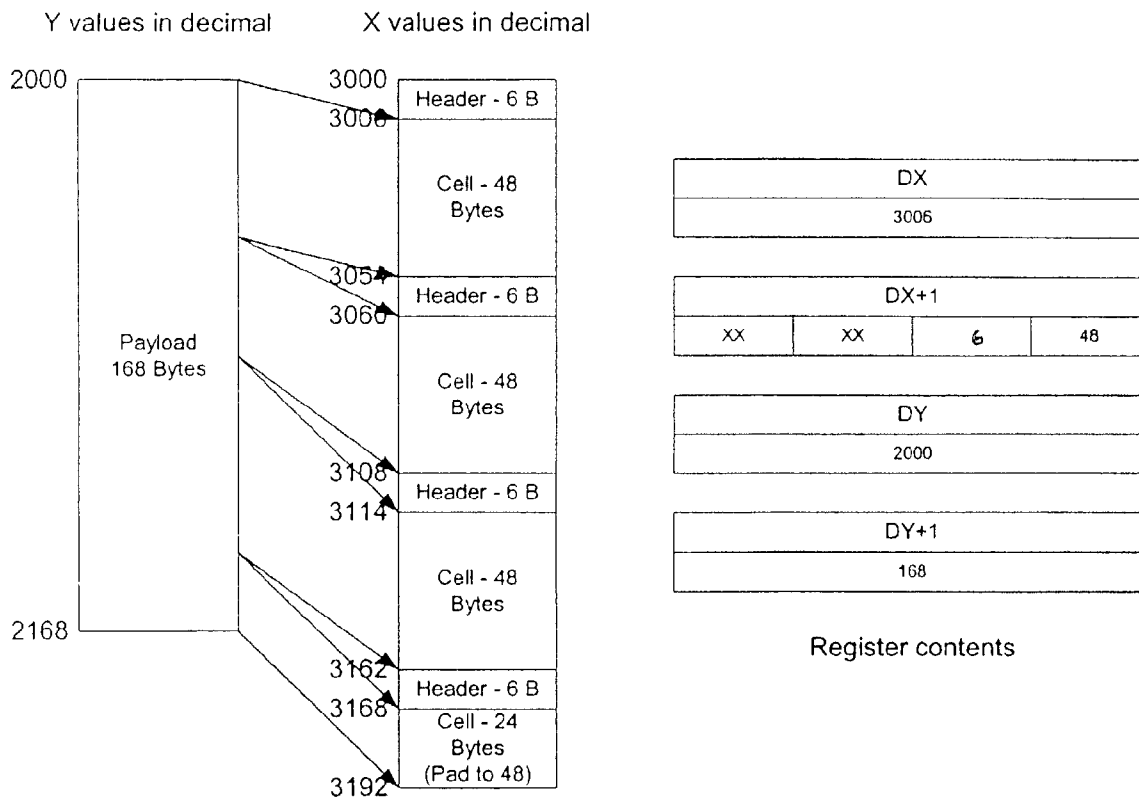 Y values in decimal
X values in decimal
2000
Payload
168 Bytes
2168
3000
Header - 6 B
3006
Cell - 48
Bytes
3054
Header - 6 B
3060
Cell - 48
Bytes
3108
Header - 6 B
3114
Cell - 48
Bytes
3162
Header - 6 B
3168
Cell - 24
Bytes
(Pad to 48)
3192
DX
3006
DX+1
XX XX 6 48
DY
2000
DY+1
168
Register contents